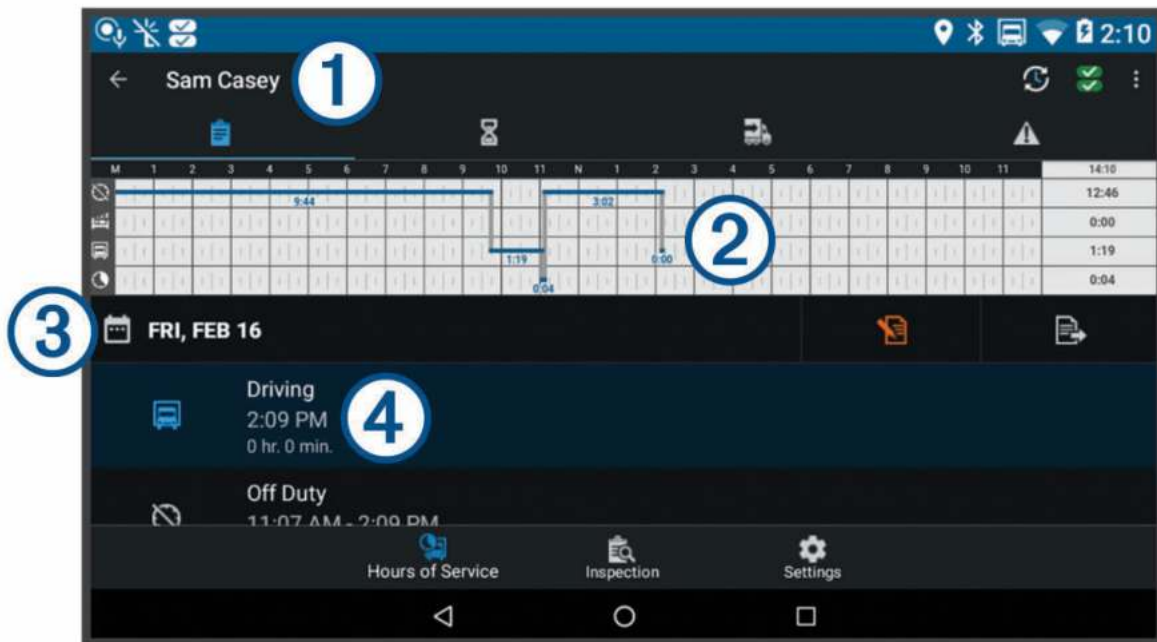 2:10
Sam Casey
1
M 1 2 3 4 5 6 7 8 9 10 11 N 1 2 3 4 5 6 7 8 9 10 11 14:10
9:44 3:02 12:46
0:00
1:19 0:00 1:19
0:04 0:04
2
3
FRI, FEB 16
Driving
2:09 PM
0 hr. 0 min.
4
Off Duty
11:07 AM - 2:09 PM
Hours of Service Inspection Settings